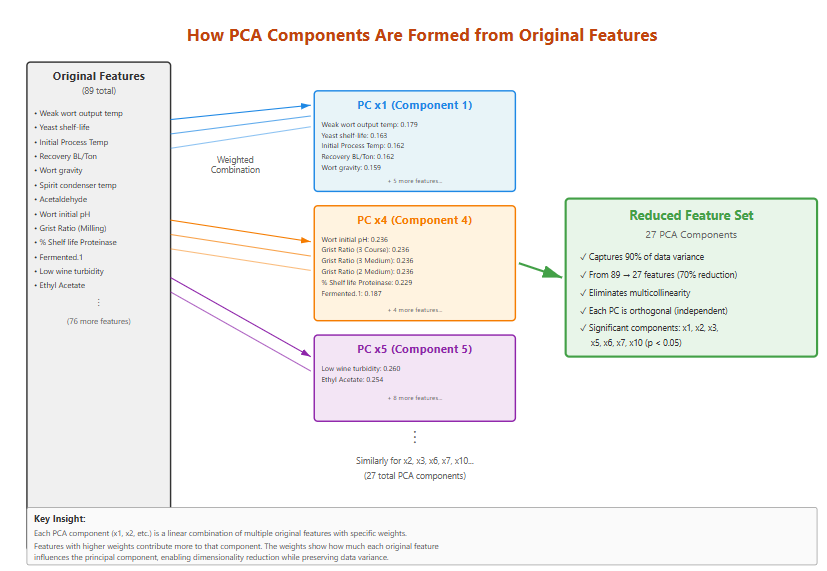 How PCA Components Are Formed from Original Features
Original Features
(89 total)
• Weak wort output temp
• Yeast shelf-life
• Initial Process Temp
• Recovery BL/Ton
• Wort gravity
• Spirit condenser temp
• Acetaldehyde
• Wort initial pH
• Grist Ratio (Milling)
• % Shelf life Proteinase
• Fermented.1
• Low wine turbidity
• Ethyl Acetate
⋮
(76 more features)
Weighted
Combination
PC x1 (Component 1)
Weak wort output temp: 0.179
Yeast shelf-life: 0.163
Initial Process Temp: 0.162
Recovery BL/Ton: 0.162
Wort gravity: 0.159
+ 5 more features...
PC x4 (Component 4)
Wort initial pH: 0.236
Grist Ratio (3 Course): 0.236
Grist Ratio (3 Medium): 0.236
Grist Ratio (2 Medium): 0.236
% Shelf life Proteinase: 0.229
Fermented.1: 0.187
+ 4 more features...
PC x5 (Component 5)
Low wine turbidity: 0.260
Ethyl Acetate: 0.254
+ 8 more features...
⋮
Similarly for x2, x3, x6, x7, x10...
(27 total PCA components)
Reduced Feature Set
27 PCA Components
✓ Captures 90% of data variance
✓ From 89 → 27 features (70% reduction)
✓ Eliminates multicollinearity
✓ Each PC is orthogonal (independent)
✓ Significant components: x1, x2, x3,
x5, x6, x7, x10 (p < 0.05)
Key Insight:
Each PCA component (x1, x2, etc.) is a linear combination of multiple original features with specific weights.
Features with higher weights contribute more to that component. The weights show how much each original feature
influences the principal component, enabling dimensionality reduction while preserving data variance.